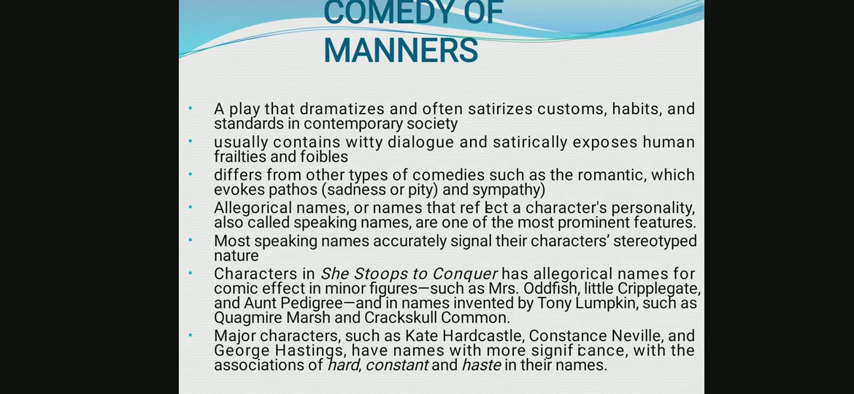 COMEDY OF
MANNERS
• A play that dramatizes and often satirizes customs, habits, and
standards in contemporary society
• usually contains witty dialogue and satirically exposes human
frailties and foibles
• differs from other types of comedies such as the romantic, which
evokes pathos (sadness or pity) and sympathy)
• Allegorical names, or names that reflect a character's personality,
also called speaking names, are one of the most prominent features.
• Most speaking names accurately signal their characters’ stereotyped
nature
• Characters in She Stoops to Conquer has allegorical names for
comic effect in minor figures—such as Mrs. Oddfish, little Cripplegate,
and Aunt Pedigree—and in names invented by Tony Lumpkin, such as
Quagmire Marsh and Crackskull Common.
• Major characters, such as Kate Hardcastle, Constance Neville, and
George Hastings, have names with more significance, with the
associations of hard, constant and haste in their names.